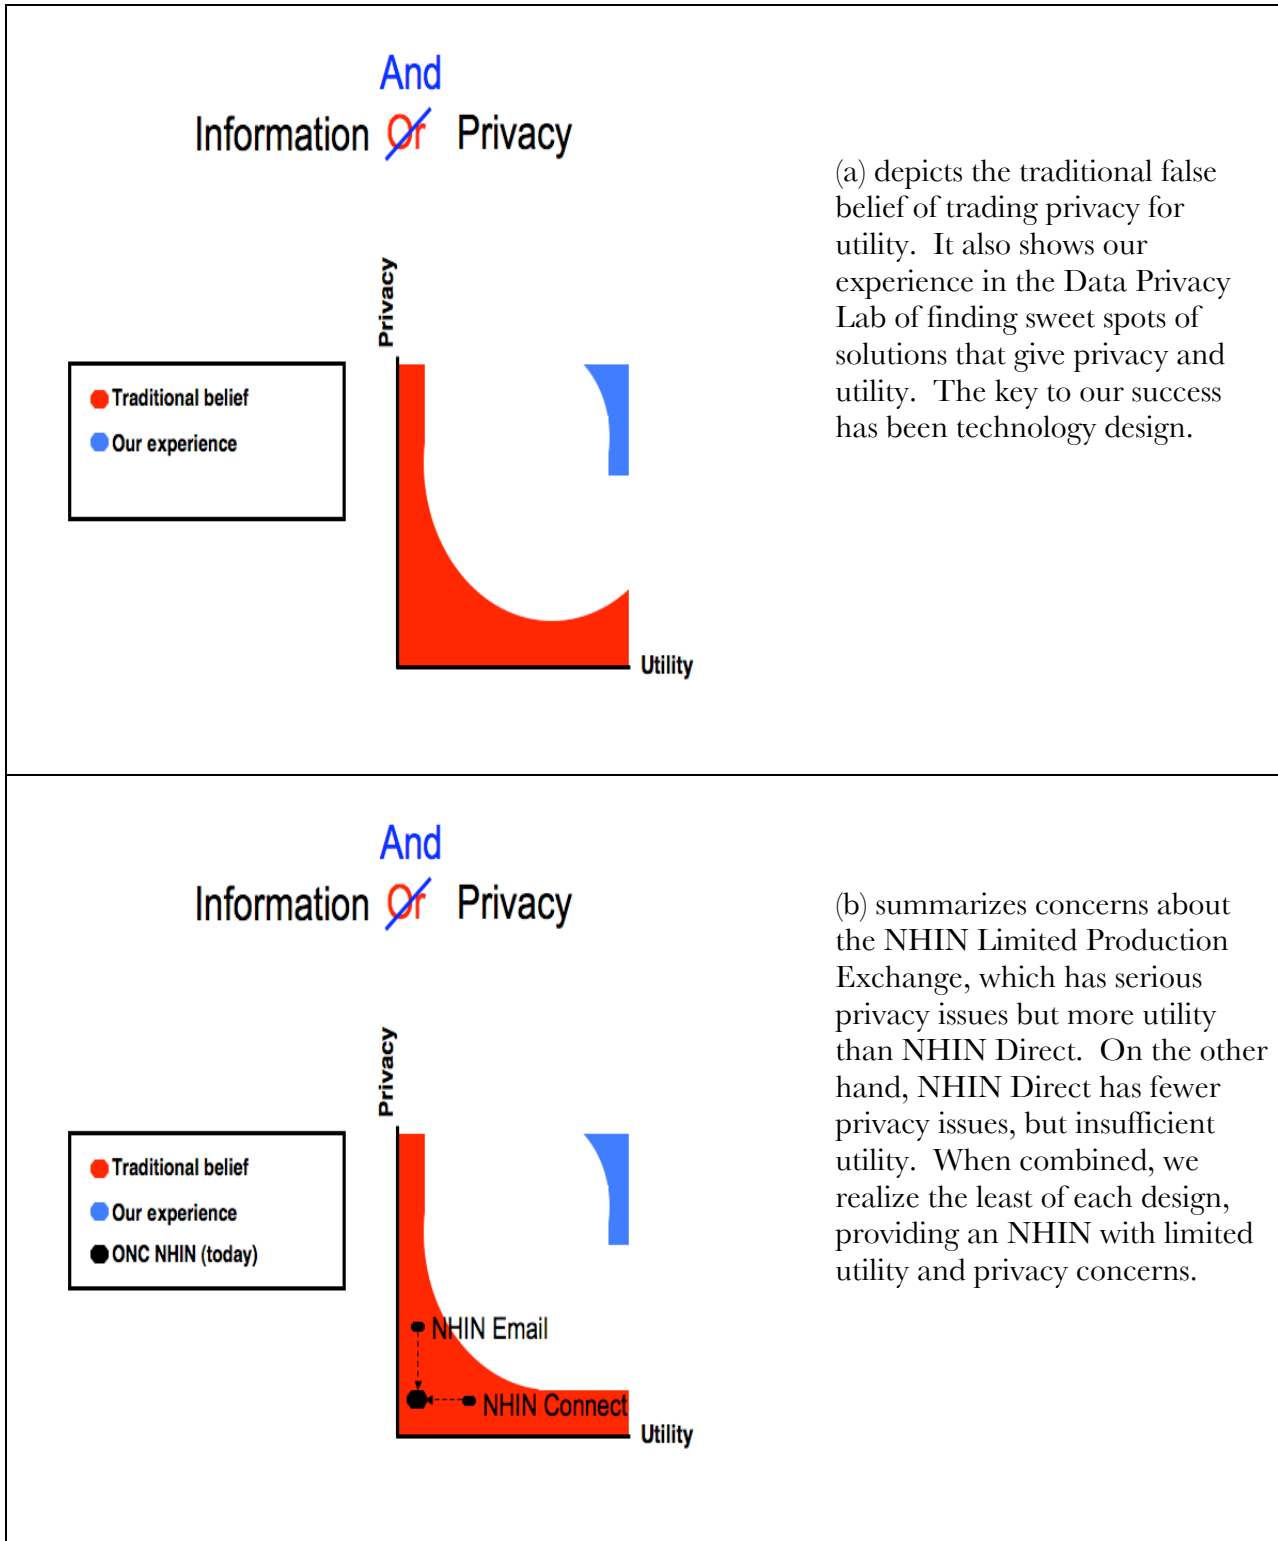 And
Information Or Privacy
Privacy
Traditional belief
Our experience
Utility
(a) depicts the traditional false
belief of trading privacy for
utility.  It also shows our
experience in the Data Privacy
Lab of finding sweet spots of
solutions that give privacy and
utility.  The key to our success
has been technology design.
And
Information Or Privacy
Privacy
Traditional belief
Our experience
ONC NHIN (today)
NHIN Email
NHIN Connect
Utility
(b) summarizes concerns about
the NHIN Limited Production
Exchange, which has serious
privacy issues but more utility
than NHIN Direct.  On the other
hand, NHIN Direct has fewer
privacy issues, but insufficient
utility.  When combined, we
realize the least of each design,
providing an NHIN with limited
utility and privacy concerns.